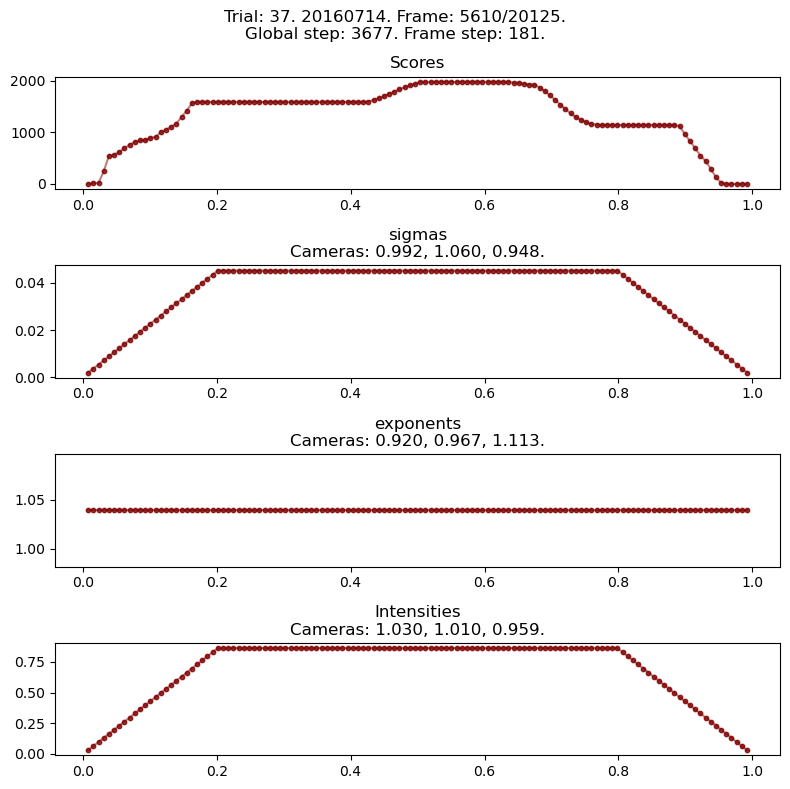 Trial: 37. 20160714. Frame: 5610/20125.
Global step: 3677. Frame step: 181.
Scores
2000
1000
0
0.0 0.2 0.4 0.6 0.8 1.0
sigmas
Cameras: 0.992, 1.060, 0.948.
0.04
0.02
0.00
0.0 0.2 0.4 0.6 0.8 1.0
exponents
Cameras: 0.920, 0.967, 1.113.
1.05
1.00
0.0 0.2 0.4 0.6 0.8 1.0
Intensities
Cameras: 1.030, 1.010, 0.959.
0.75
0.50
0.25
0.00
0.0 0.2 0.4 0.6 0.8 1.0